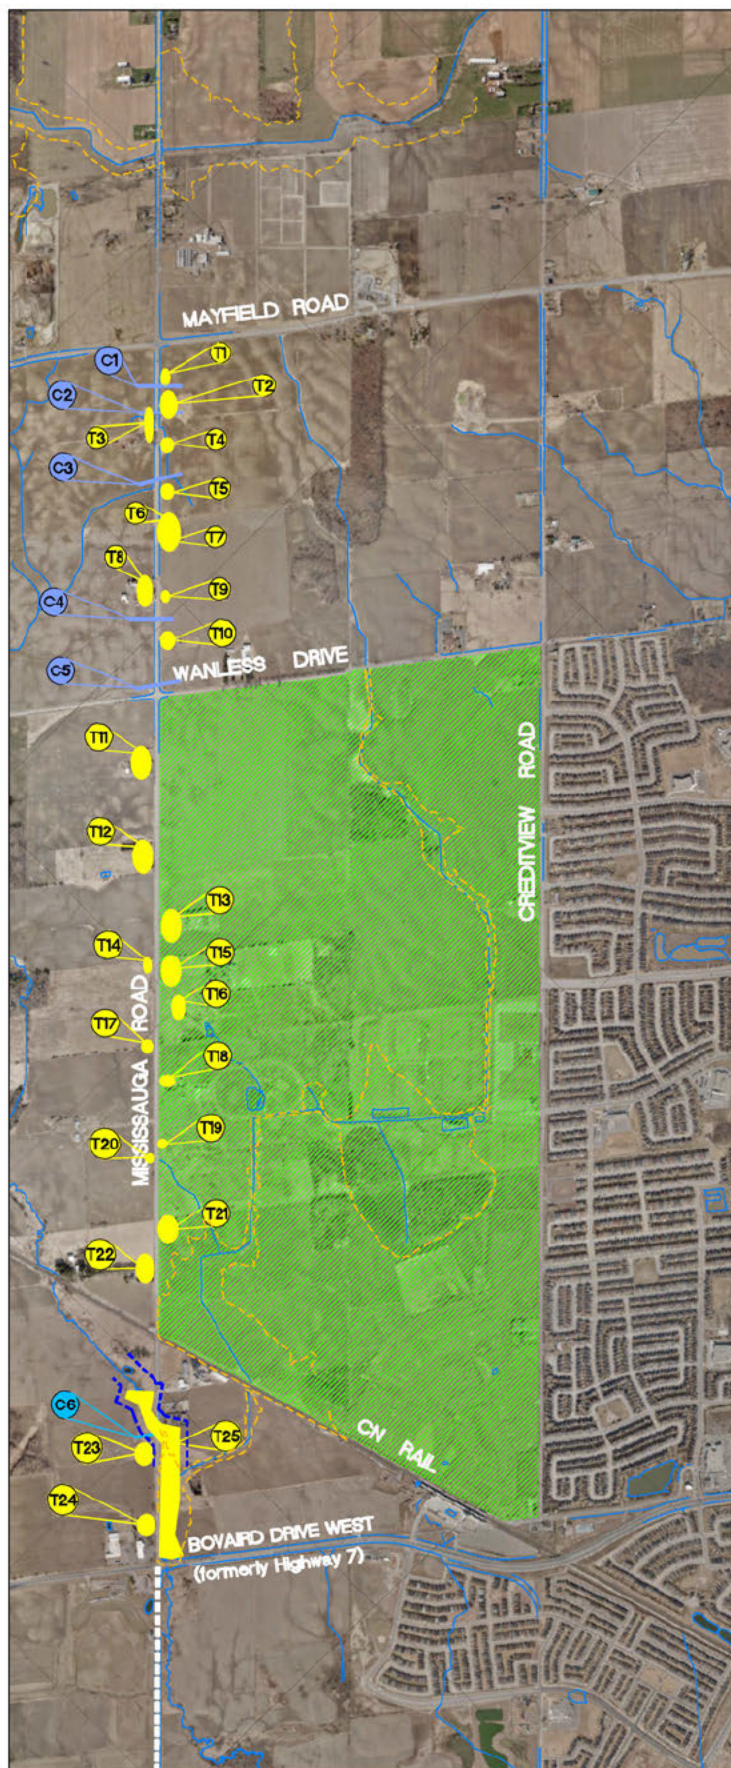 MAYFIELD ROAD
C1
T1
C2
T2
T3
T4
C3
T5
T6
T7
T8
C4
T9
T10
C5
WANLESS DRIVE
T11
CREDITVIEW ROAD
T12
T13
T14
T15
T16
MISSISSAUGA ROAD
T17
T18
T19
T20
T21
T22
C6
T23
T25
CN RAIL
T24
BOVAIRD DRIVE WEST
(formerly Highway 7)